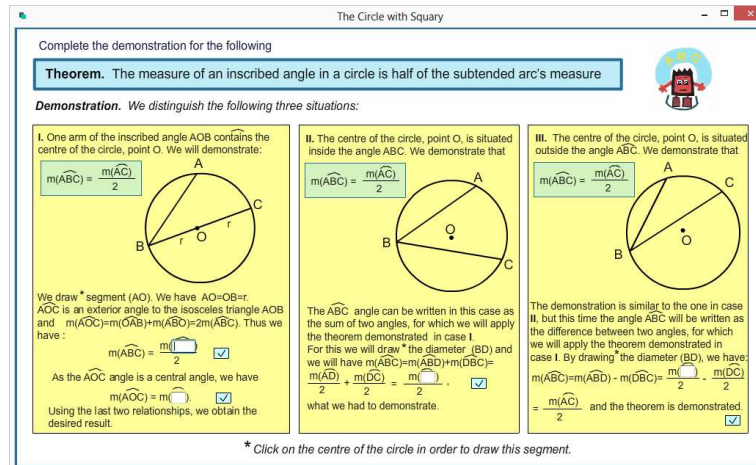 The Circle with Squary
Complete the demonstration for the following
Theorem. The measure of an inscribed angle in a circle is half of the subtended arc's measure
Demonstration. We distinguish the following three situations:
I. One arm of the inscribed angle AOB contains the
centre of the circle, point O. We will demonstrate:
m(ABC) = m(AC)/2
A
C
B
r
O
r
We draw * segment (AO). We have AO=OB=r.
AOC is an exterior angle to the isosceles triangle AOB
and m(AOC)=m(OAB)+m(ABO)=2m(ABC). Thus we
have :
m(ABC) = m( )/2
As the AOC angle is a central angle, we have
m(AOC) = m( ).
Using the last two relationships, we obtain the
desired result.
II. The centre of the circle, point O, is situated
inside the angle ABC. We demonstrate that
m(ABC) = m(AC)/2
A
B
O
C
The ABC angle can be written in this case as
the sum of two angles, for which we will apply
the theorem demonstrated in case I.
For this we will draw * the diameter (BD) and
we will have m(ABC)=m(ABD)+m(DBC)=
m(AD)/2 + m(DC)/2 = m( )/2 ,
what we had to demonstrate.
III. The centre of the circle, point O, is situated
outside the angle ABC. We demonstrate that
m(ABC) = m(AC)/2
A
C
B
O
The demonstration is similar to the one in case
II, but this time the angle ABC will be written as
the difference between two angles, for which
we will apply the theorem demonstrated in
case I. By drawing * the diameter (BD), we have:
m(ABC)=m(ABD) - m(DBC)= m( )/2 - m(DC)/2
= m(AC)/2 and the theorem is demonstrated.
* Click on the centre of the circle in order to draw this segment.